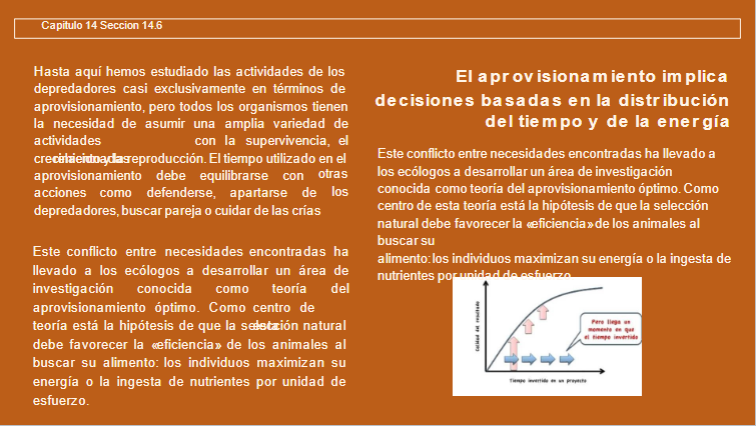 Capitulo 14 Seccion 14.6
Hasta aquí hemos estudiado las actividades de los
depredadores casi exclusivamente en términos de
aprovisionamiento, pero todos los organismos tienen
la necesidad de asumir una amplia variedad de
actividades con la supervivencia, el
crecimiento y la reproducción. El tiempo utilizado en el
aprovisionamiento debe equilibrarse con otras
acciones como defenderse, apartarse de los
depredadores, buscar pareja o cuidar de las crías
Este conflicto entre necesidades encontradas ha
llevado a los ecólogos a desarrollar un área de
investigación conocida como teoría del
aprovisionamiento óptimo. Como centro de esta
teoría está la hipótesis de que la selección natural
debe favorecer la «eficiencia» de los animales al
buscar su alimento: los individuos maximizan su
energía o la ingesta de nutrientes por unidad de
esfuerzo.
El aprovisionamiento implica
decisiones basadas en la distribución
del tiempo y de la energía
Este conflicto entre necesidades encontradas ha llevado a
los ecólogos a desarrollar un área de investigación
conocida como teoría del aprovisionamiento óptimo. Como
centro de esta teoría está la hipótesis de que la selección
natural debe favorecer la «eficiencia» de los animales al
buscar su
alimento: los individuos maximizan su energía o la ingesta de
nutrientes por unidad de esfuerzo
Calidad del resultado
Pero llega un
momento en que
el tiempo invertido
Tiempo invertido en un proyecto